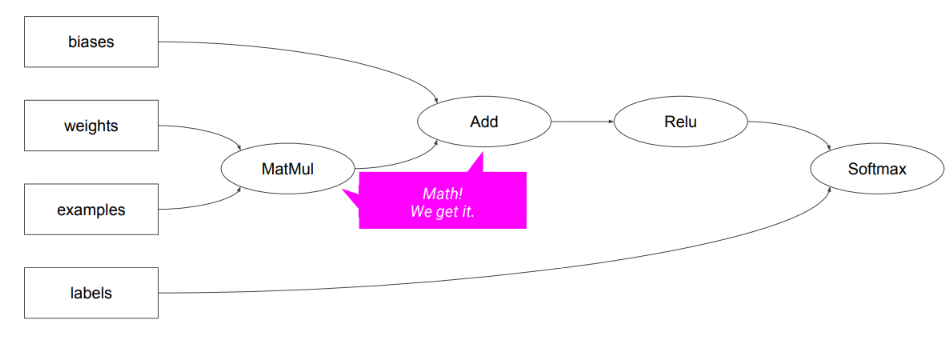 biases
weights
examples
labels
MatMul
Add
Relu
Softmax
Math!
We get it.